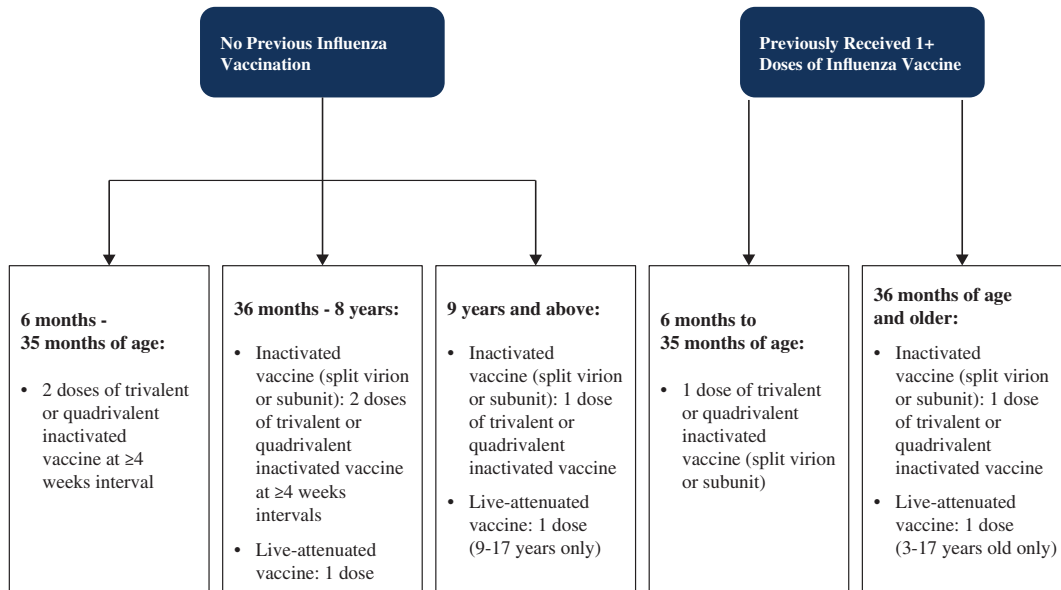 No Previous Influenza
Vaccination
Previously Received 1+
Doses of Influenza Vaccine
6 months -
35 months of age:
• 2 doses of trivalent
or quadrivalent
inactivated
vaccine at ≥4
weeks interval
36 months - 8 years:
• Inactivated
vaccine (split virion
or subunit): 2 doses
of trivalent or
quadrivalent
inactivated vaccine
at ≥4 weeks
intervals
• Live-attenuated
vaccine: 1 dose
9 years and above:
• Inactivated
vaccine (split virion
or subunit): 1 dose
of trivalent or
quadrivalent
inactivated vaccine
• Live-attenuated
vaccine: 1 dose
(9-17 years only)
6 months to
35 months of age:
• 1 dose of trivalent
or quadrivalent
inactivated
vaccine (split virion
or subunit)
36 months of age
and older:
• Inactivated
vaccine (split virion
or subunit): 1 dose
of trivalent or
quadrivalent
inactivated vaccine
• Live-attenuated
vaccine: 1 dose
(3-17 years old only)